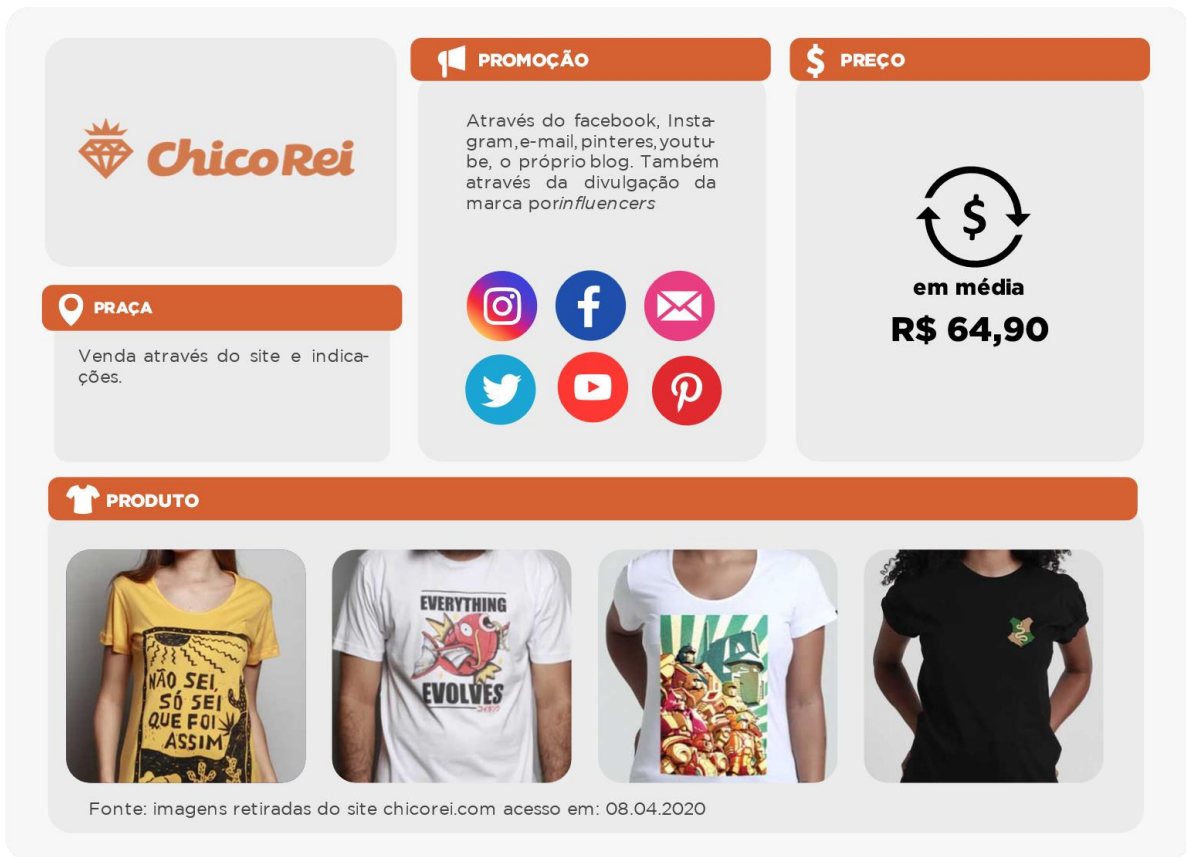 ChicoRei
PRAÇA
Venda através do site e indica-
ções.
PROMOÇÃO
Através do facebook, Insta-
gram,e-mail, pinteres, youtu-
be, o próprio blog. Também
através da divulgação da
marca porinfluencers
$ PREÇO
$
em média
R$ 64,90
PRODUTO
NÃO SEI,
SÓ SEI
QUE FOI
ASSIM
EVERYTHING
EVOLVES
Fonte: imagens retiradas do site chicorei.com acesso em: 08.04.2020